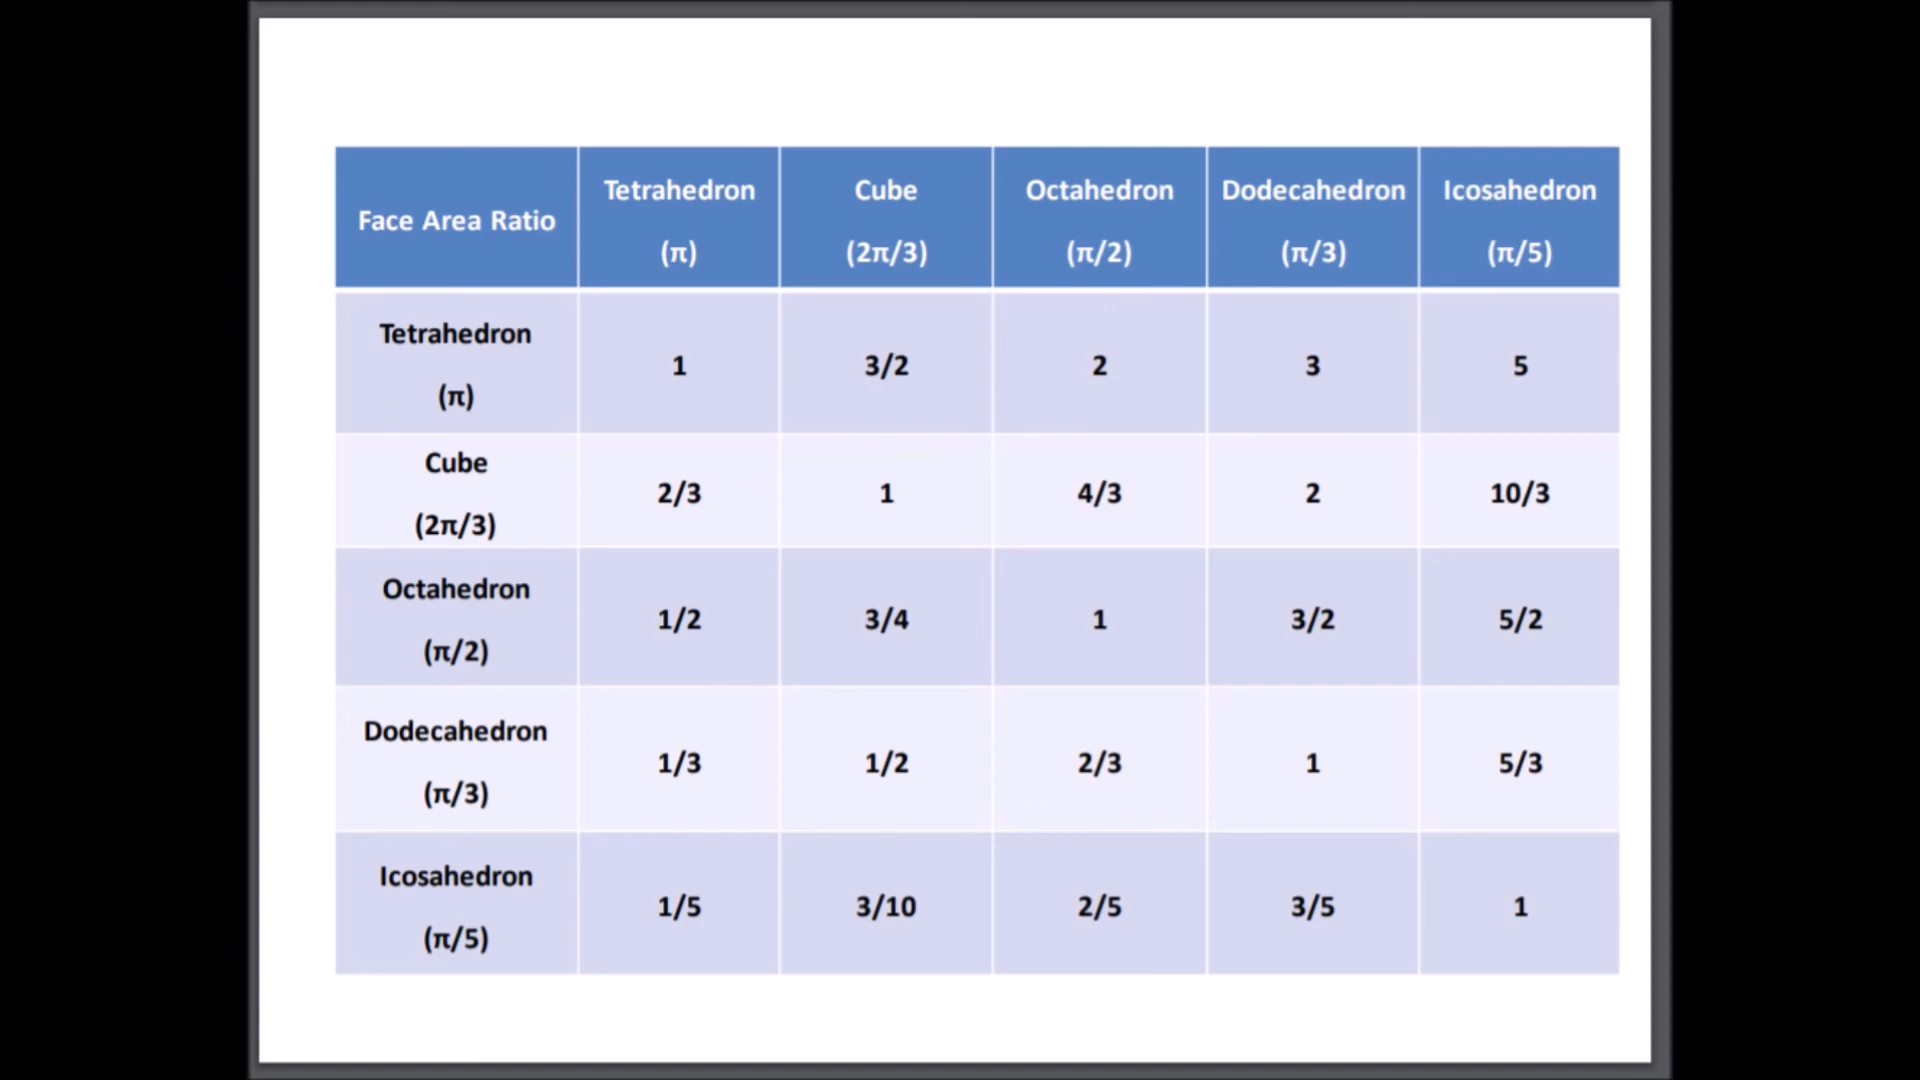 Face Area Ratio
Tetrahedron
(π)
Cube
(2π/3)
Octahedron
(π/2)
Dodecahedron
(π/3)
Icosahedron
(π/5)
Tetrahedron
(π)
1
3/2
2
3
5
Cube
(2π/3)
2/3
1
4/3
2
10/3
Octahedron
(π/2)
1/2
3/4
1
3/2
5/2
Dodecahedron
(π/3)
1/3
1/2
2/3
1
5/3
Icosahedron
(π/5)
1/5
3/10
2/5
3/5
1